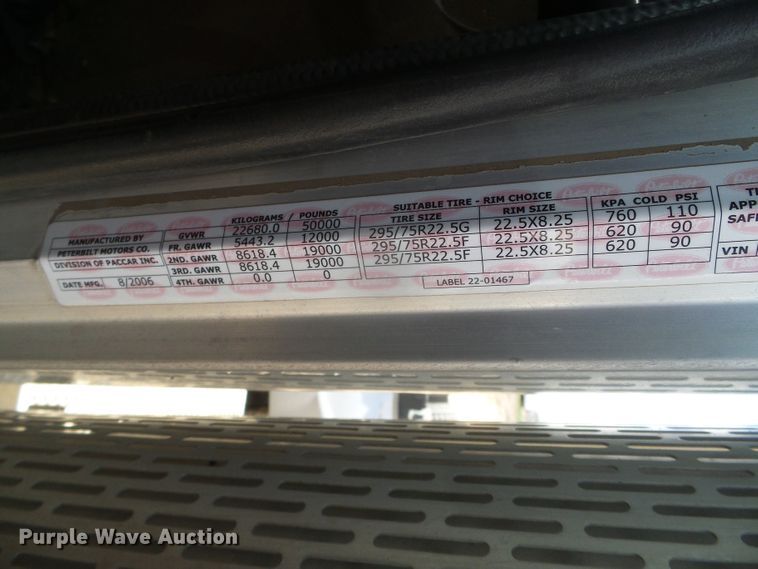 MANUFACTURED BY
PETERBILT MOTORS CO.
DIVISION OF PACCAR INC.
DATE MFG. 8/2006
KILOGRAMS / POUNDS
GVWR 22680.0 50000
FR. GAWR 5443.2 12000
2ND. GAWR 8618.4 19000
3RD. GAWR 8618.4 19000
4TH. GAWR 0.0 0
SUITABLE TIRE - RIM CHOICE
TIRE SIZE RIM SIZE
295/75R22.5G 22.5X8.25
295/75R22.5F 22.5X8.25
295/75R22.5F 22.5X8.25
LABEL 22-01467
KPA COLD PSI
760 110
620 90
620 90
APP
SAF
VIN
Purple Wave Auction